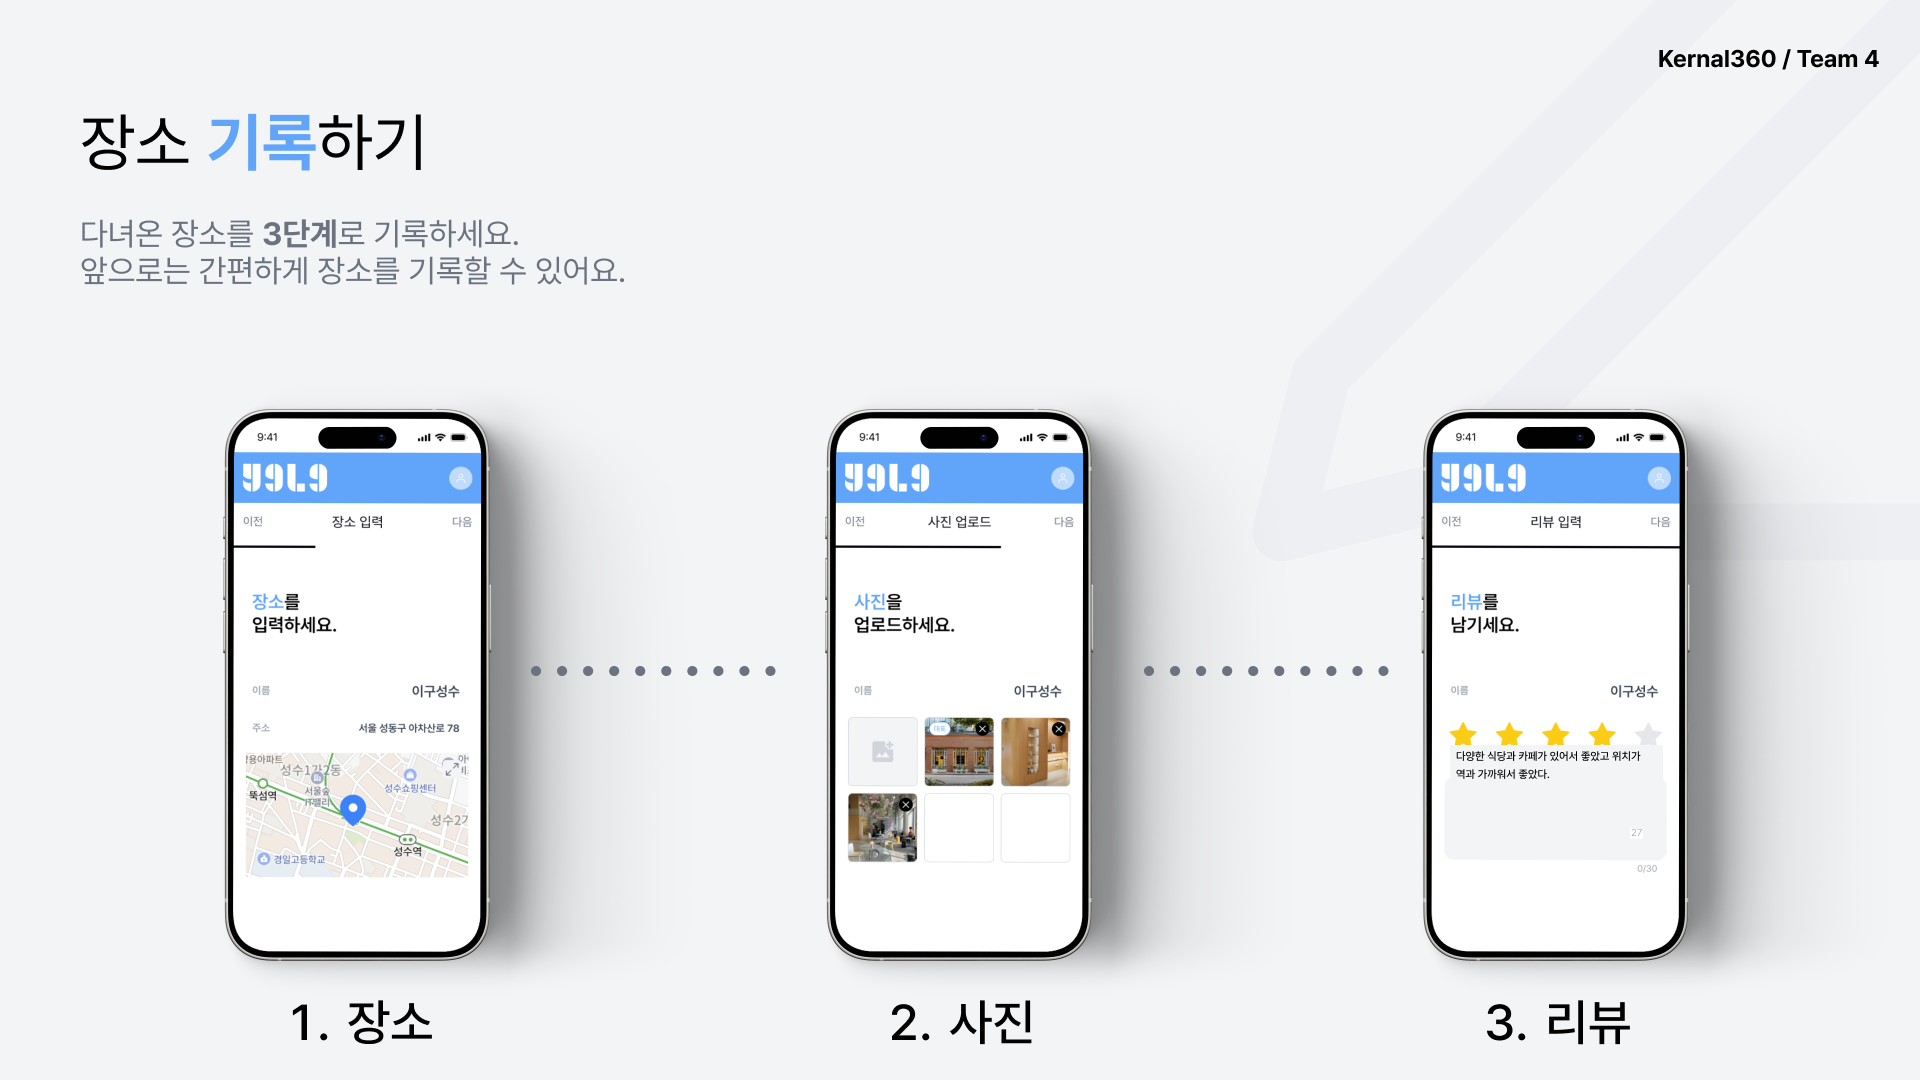 Kernal360 / Team 4
장소 기록하기
다녀온 장소를 3단계로 기록하세요.
앞으로는 간편하게 장소를 기록할 수 있어요.
9:41
이전 장소 입력 다음
장소를
입력하세요.
이름 이구성수
주소 서울 성동구 아차산로 78
성수1가2동
뚝섬역
서울숲
IT밸리
성수쇼핑센터
성수2가
성수역
경일고등학교
1. 장소
9:41
이전 사진 업로드 다음
사진을
업로드하세요.
이름 이구성수
대표
2. 사진
9:41
이전 리뷰 입력 다음
리뷰를
남기세요.
이름 이구성수
다양한 식당과 카페가 있어서 좋았고 위치가
역과 가까워서 좋았다.
27
0/30
3. 리뷰